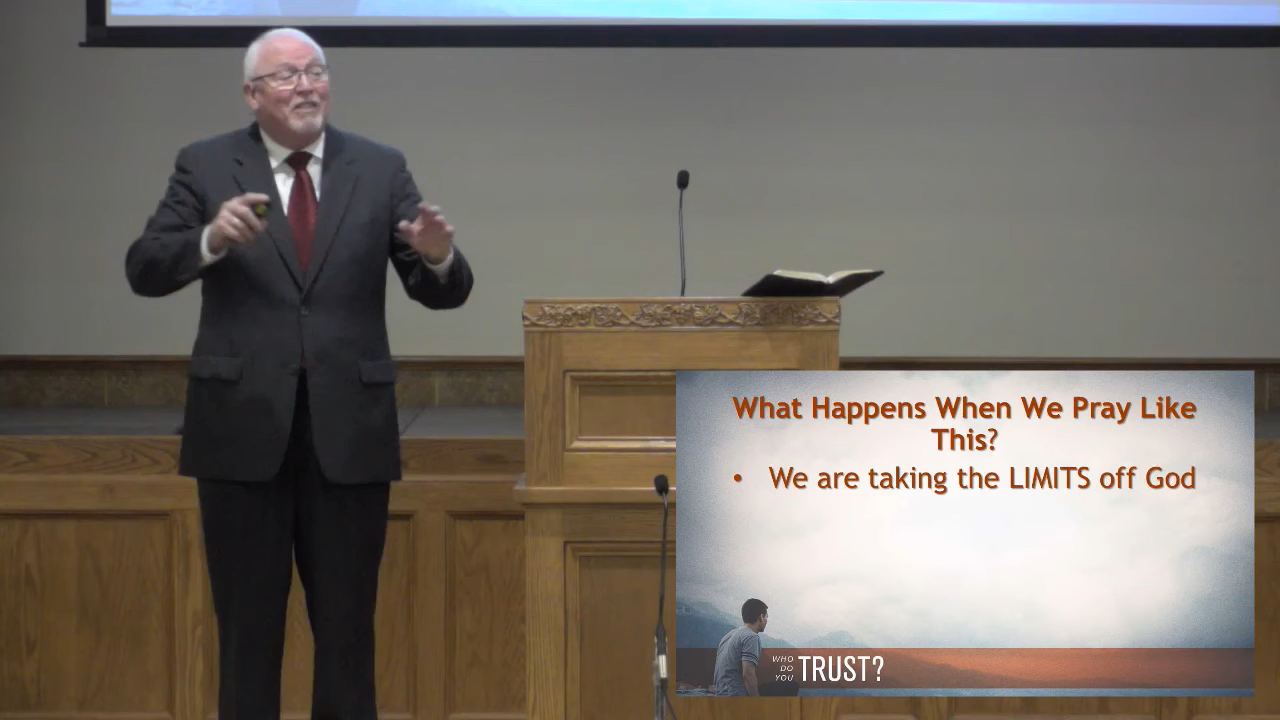 What Happens When We Pray Like
This?
• We are taking the LIMITS off God
WHO
DO
YOU
TRUST?